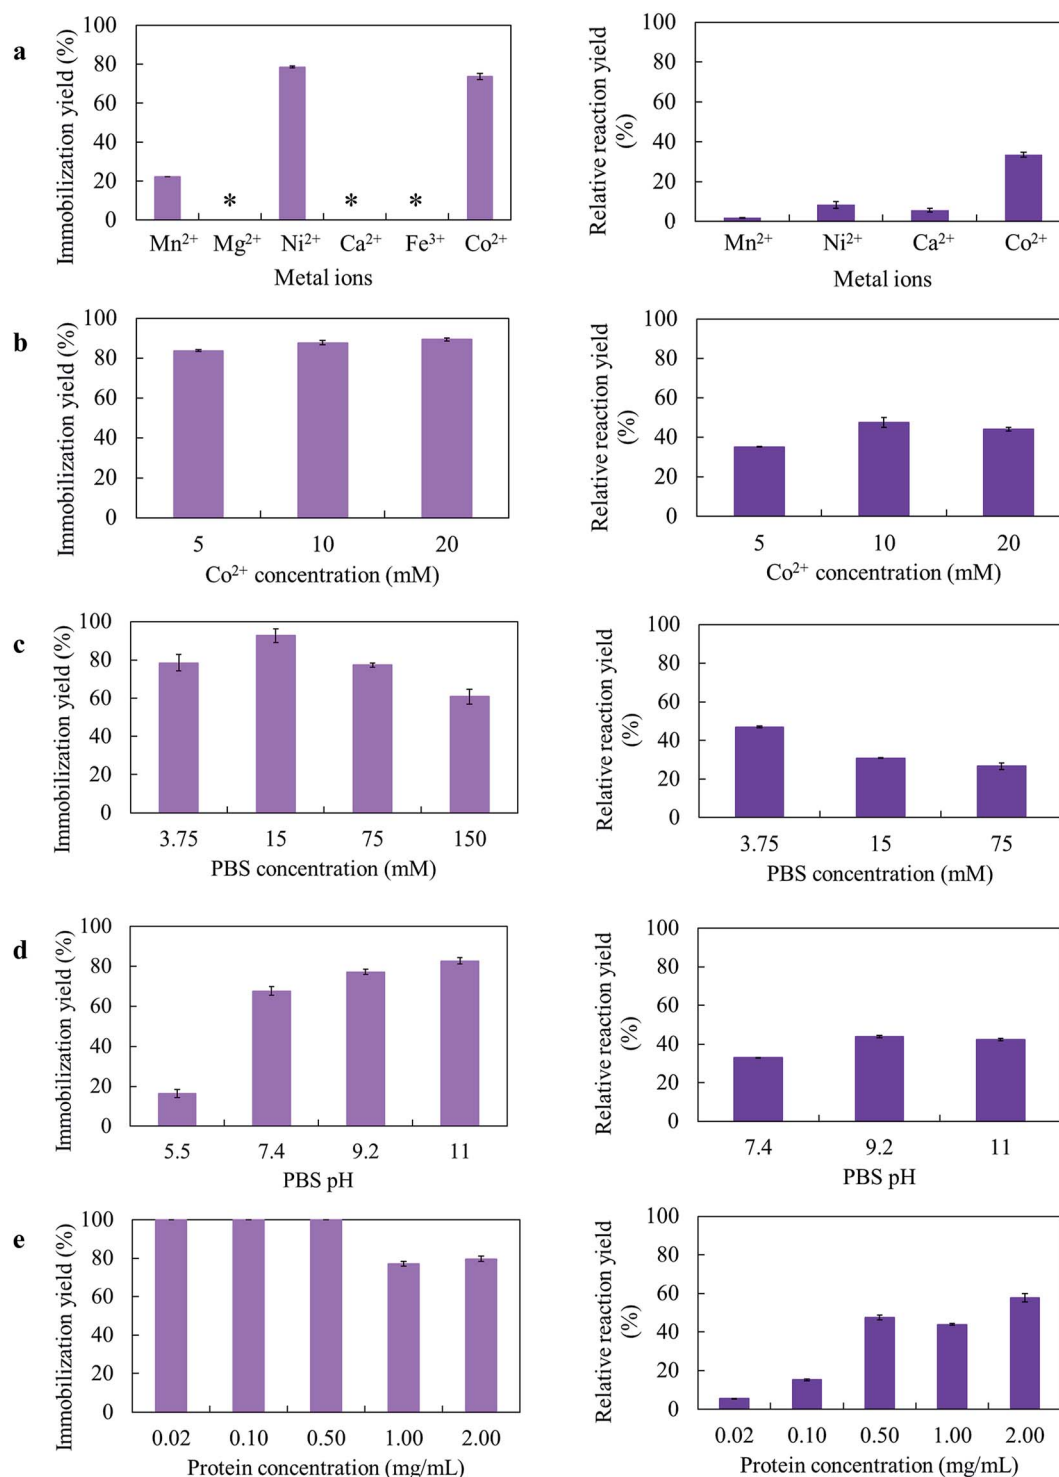 a
Immobilization yield (%)
100
80
60
40
20
0
* * *
Mn²⁺ Mg²⁺ Ni²⁺ Ca²⁺ Fe³⁺ Co²⁺
Metal ions
Relative reaction yield
(%)
100
80
60
40
20
0
Mn²⁺ Ni²⁺ Ca²⁺ Co²⁺
Metal ions
b
Immobilization yield (%)
100
80
60
40
20
0
5 10 20
Co²⁺ concentration (mM)
Relative reaction yield
(%)
100
80
60
40
20
0
5 10 20
Co²⁺ concentration (mM)
c
Immobilization yield (%)
100
80
60
40
20
0
3.75 15 75 150
PBS concentration (mM)
Relative reaction yield
(%)
100
80
60
40
20
0
3.75 15 75
PBS concentration (mM)
d
Immobilization yield (%)
100
80
60
40
20
0
5.5 7.4 9.2 11
PBS pH
Relative reaction yield
(%)
100
80
60
40
20
0
7.4 9.2 11
PBS pH
e
Immobilization yield (%)
100
80
60
40
20
0
0.02 0.10 0.50 1.00 2.00
Protein concentration (mg/mL)
Relative reaction yield
(%)
100
80
60
40
20
0
0.02 0.10 0.50 1.00 2.00
Protein concentration (mg/mL)